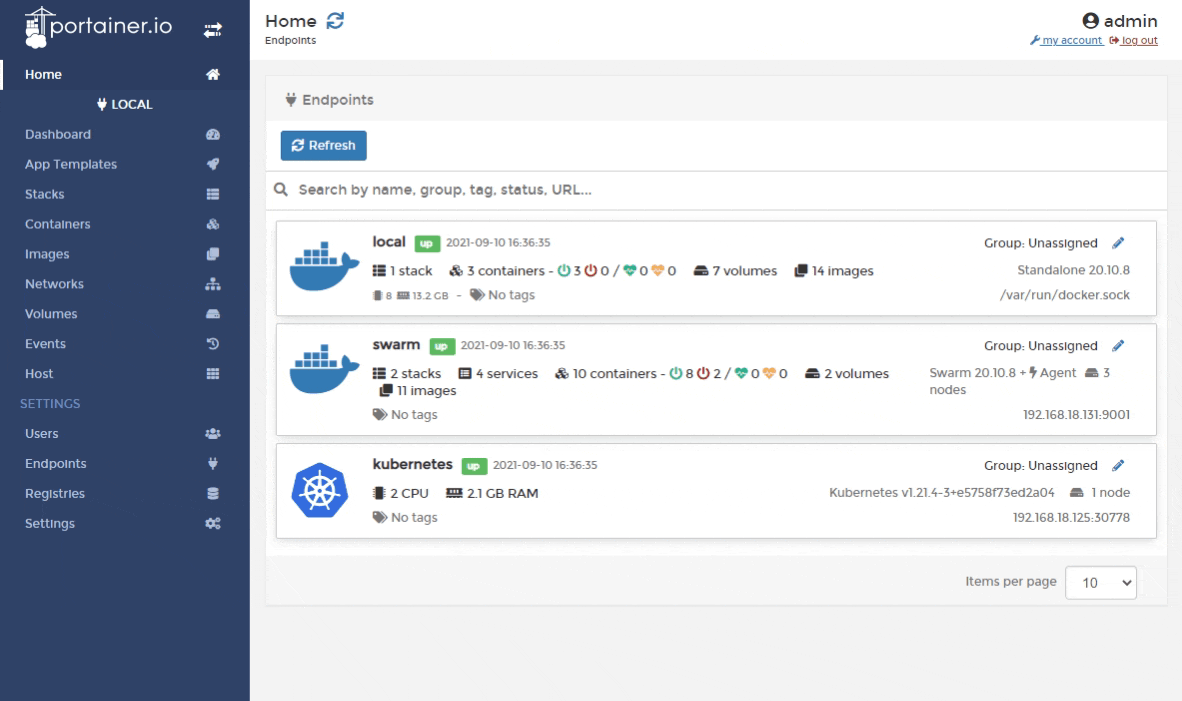 portainer.io
Home
LOCAL
Dashboard
App Templates
Stacks
Containers
Images
Networks
Volumes
Events
Host
SETTINGS
Users
Endpoints
Registries
Settings
Home
Endpoints
admin
my account log out
Endpoints
Refresh
Search by name, group, tag, status, URL...
local up 2021-09-10 16:36:35
Group: Unassigned
1 stack 3 containers - 3 0 / 0 0 7 volumes 14 images
Standalone 20.10.8
8 13.2 GB - No tags
/var/run/docker.sock
swarm up 2021-09-10 16:36:35
Group: Unassigned
2 stacks 4 services 10 containers - 8 2 / 0 0 2 volumes
11 images
Swarm 20.10.8 + Agent 3
nodes
No tags
192.168.18.131:9001
kubernetes up 2021-09-10 16:36:35
Group: Unassigned
2 CPU 2.1 GB RAM
Kubernetes v1.21.4-3+e5758f73ed2a04 1 node
No tags
192.168.18.125:30778
Items per page 10